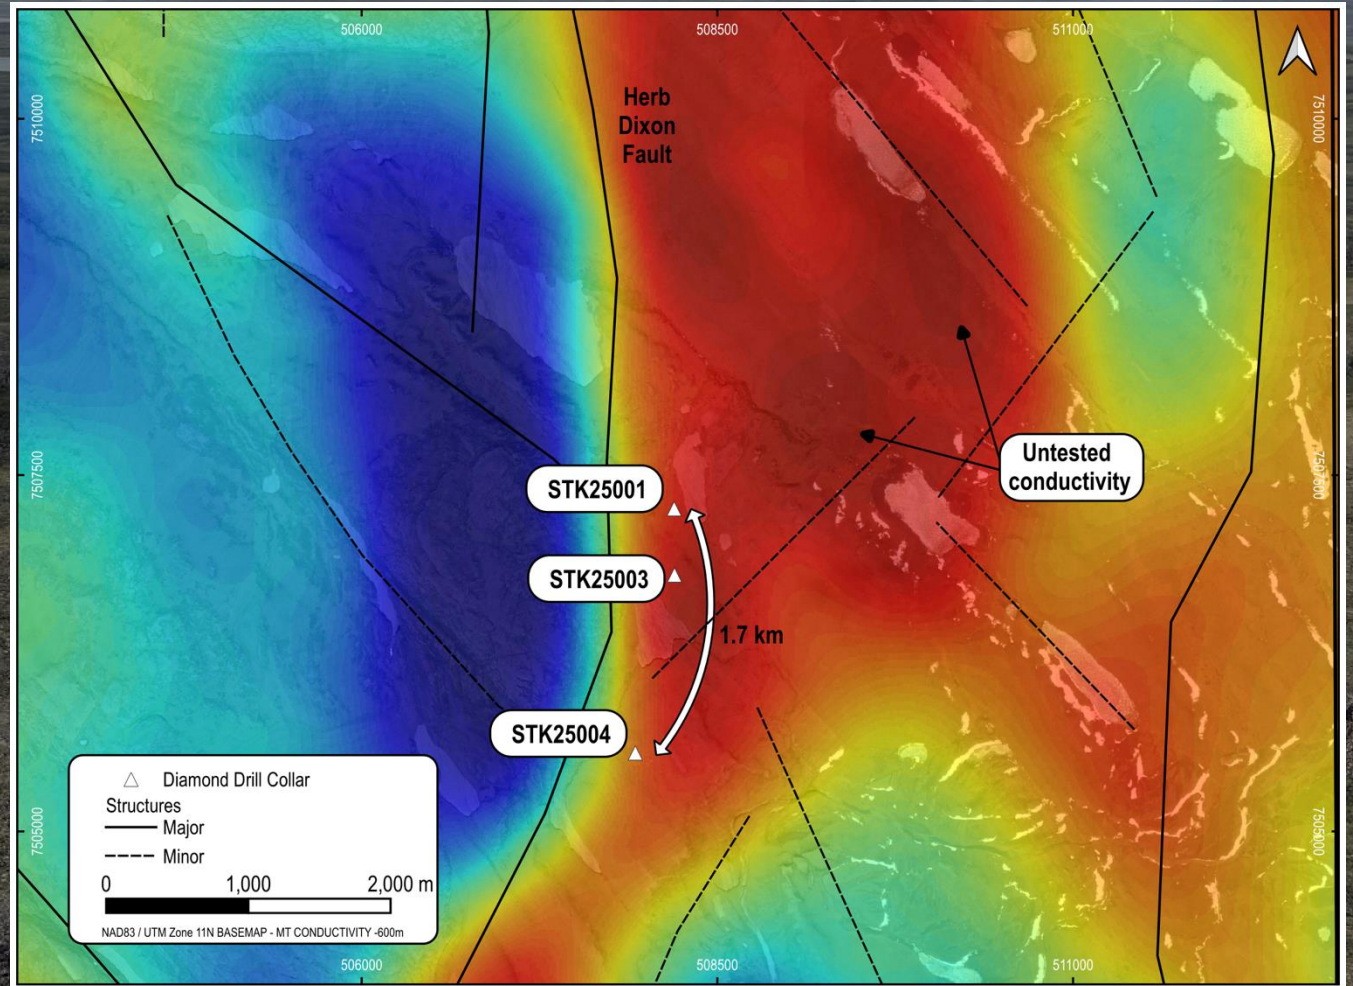 506000
508500
511000
Herb
Dixon
Fault
7510000
7510000
7507500
7507500
Untested
conductivity
STK25001
STK25003
1.7 km
STK25004
7505000
7505000
Diamond Drill Collar
Structures
Major
Minor
0 1,000 2,000 m
NAD83 / UTM Zone 11N BASEMAP - MT CONDUCTIVITY -600m
506000
508500
511000